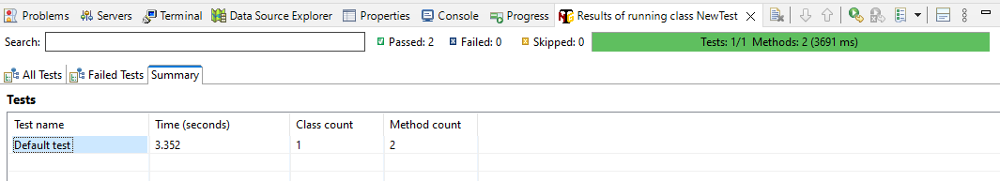 Problems Servers Terminal Data Source Explorer Properties Console Progress Results of running class NewTest
Search: Passed: 2 Failed: 0 Skipped: 0 Tests: 1/1 Methods: 2 (3691 ms)
All Tests Failed Tests Summary
Tests
Test name Time (seconds) Class count Method count
Default test 3.352 1 2